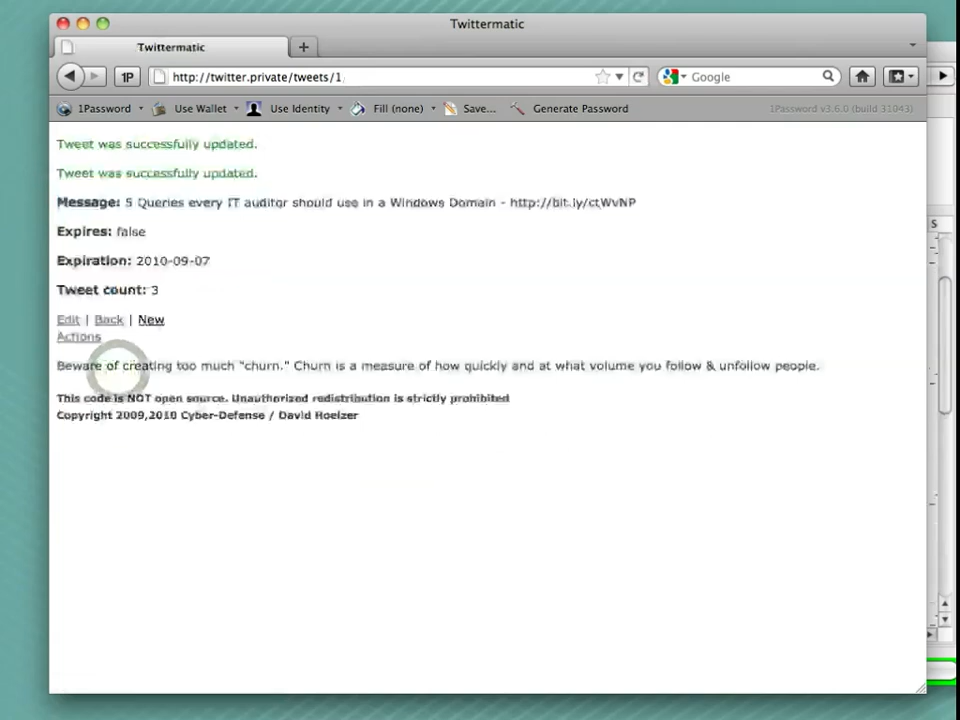 Twittermatic
Twittermatic
1P
http://twitter.private/tweets/1
Google
1Password Use Wallet Use Identity Fill (none) Save... Generate Password 1Password v3.6.0 (build 31043)
Tweet was successfully updated.
Tweet was successfully updated.
Message: 5 Queries every IT auditor should use in a Windows Domain - http://bit.ly/ctWvNP
Expires: false
Expiration: 2010-09-07
Tweet count: 3
Edit | Back | New
Actions
Beware of creating too much "churn." Churn is a measure of how quickly and at what volume you follow & unfollow people.
This code is NOT open source. Unauthorized redistribution is strictly prohibited
Copyright 2009,2010 Cyber-Defense / David Hoelzer